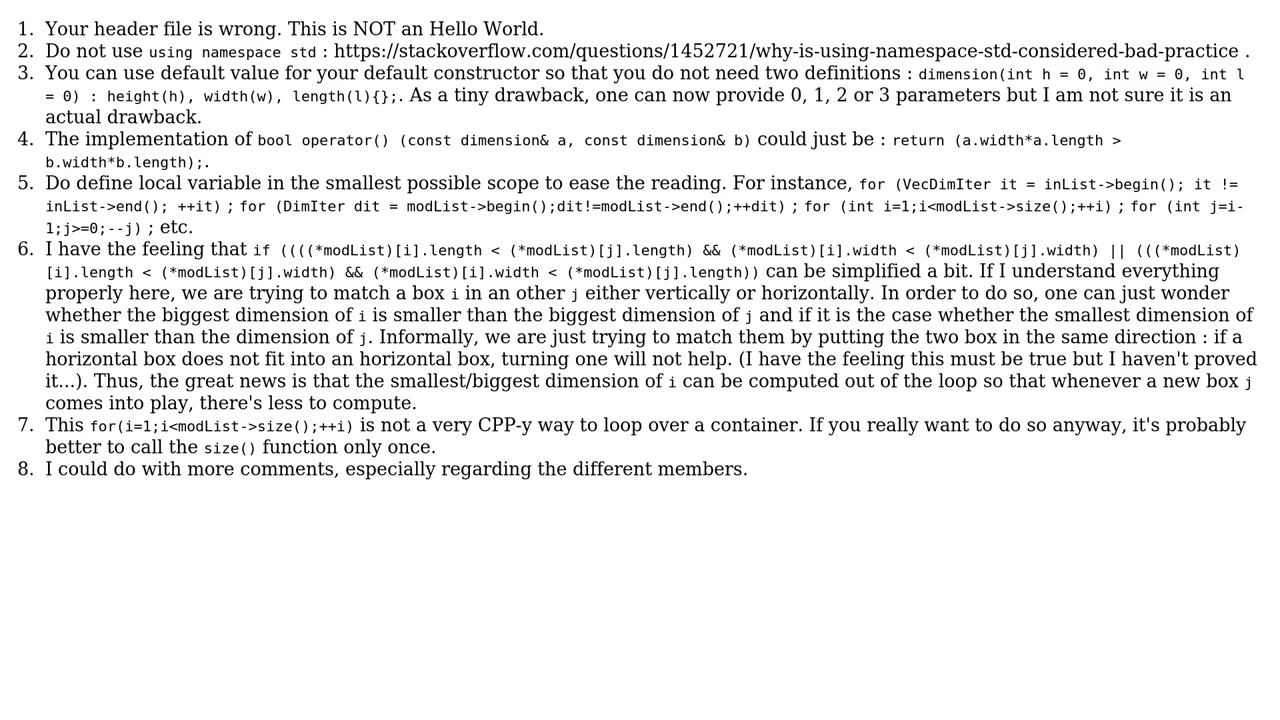 1. Your header file is wrong. This is NOT an Hello World.
2. Do not use using namespace std : https://stackoverflow.com/questions/1452721/why-is-using-namespace-std-considered-bad-practice .
3. You can use default value for your default constructor so that you do not need two definitions : dimension(int h = 0, int w = 0, int l
= 0) : height(h), width(w), length(l){};. As a tiny drawback, one can now provide 0, 1, 2 or 3 parameters but I am not sure it is an
actual drawback.
4. The implementation of bool operator() (const dimension& a, const dimension& b) could just be : return (a.width*a.length >
b.width*b.length);.
5. Do define local variable in the smallest possible scope to ease the reading. For instance, for (VecDimIter it = inList->begin(); it !=
inList->end(); ++it) ; for (DimIter dit = modList->begin();dit!=modList->end();++dit) ; for (int i=1;i<modList->size();++i) ; for (int j=i-
1;j>=0;--j) ; etc.
6. I have the feeling that if ((((*modList)[i].length < (*modList)[j].length) && (*modList)[i].width < (*modList)[j].width) || (((*modList)
[i].length < (*modList)[j].width) && (*modList)[i].width < (*modList)[j].length)) can be simplified a bit. If I understand everything
properly here, we are trying to match a box i in an other j either vertically or horizontally. In order to do so, one can just wonder
whether the biggest dimension of i is smaller than the biggest dimension of j and if it is the case whether the smallest dimension of
i is smaller than the dimension of j. Informally, we are just trying to match them by putting the two box in the same direction : if a
horizontal box does not fit into an horizontal box, turning one will not help. (I have the feeling this must be true but I haven't proved
it...). Thus, the great news is that the smallest/biggest dimension of i can be computed out of the loop so that whenever a new box j
comes into play, there's less to compute.
7. This for(i=1;i<modList->size();++i) is not a very CPP-y way to loop over a container. If you really want to do so anyway, it's probably
better to call the size() function only once.
8. I could do with more comments, especially regarding the different members.